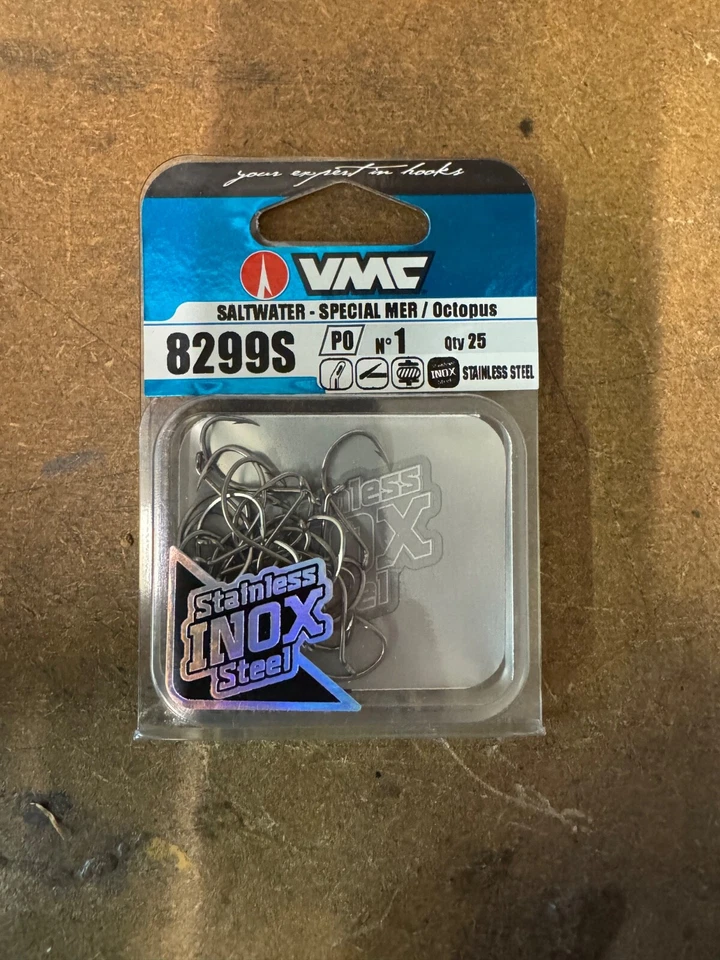 your expert in hooks
VMC
SALTWATER - SPECIAL MER / Octopus
8299S
PO
N° 1
Qty 25
INOX
STAINLESS STEEL
Stainless
INOX
Steel